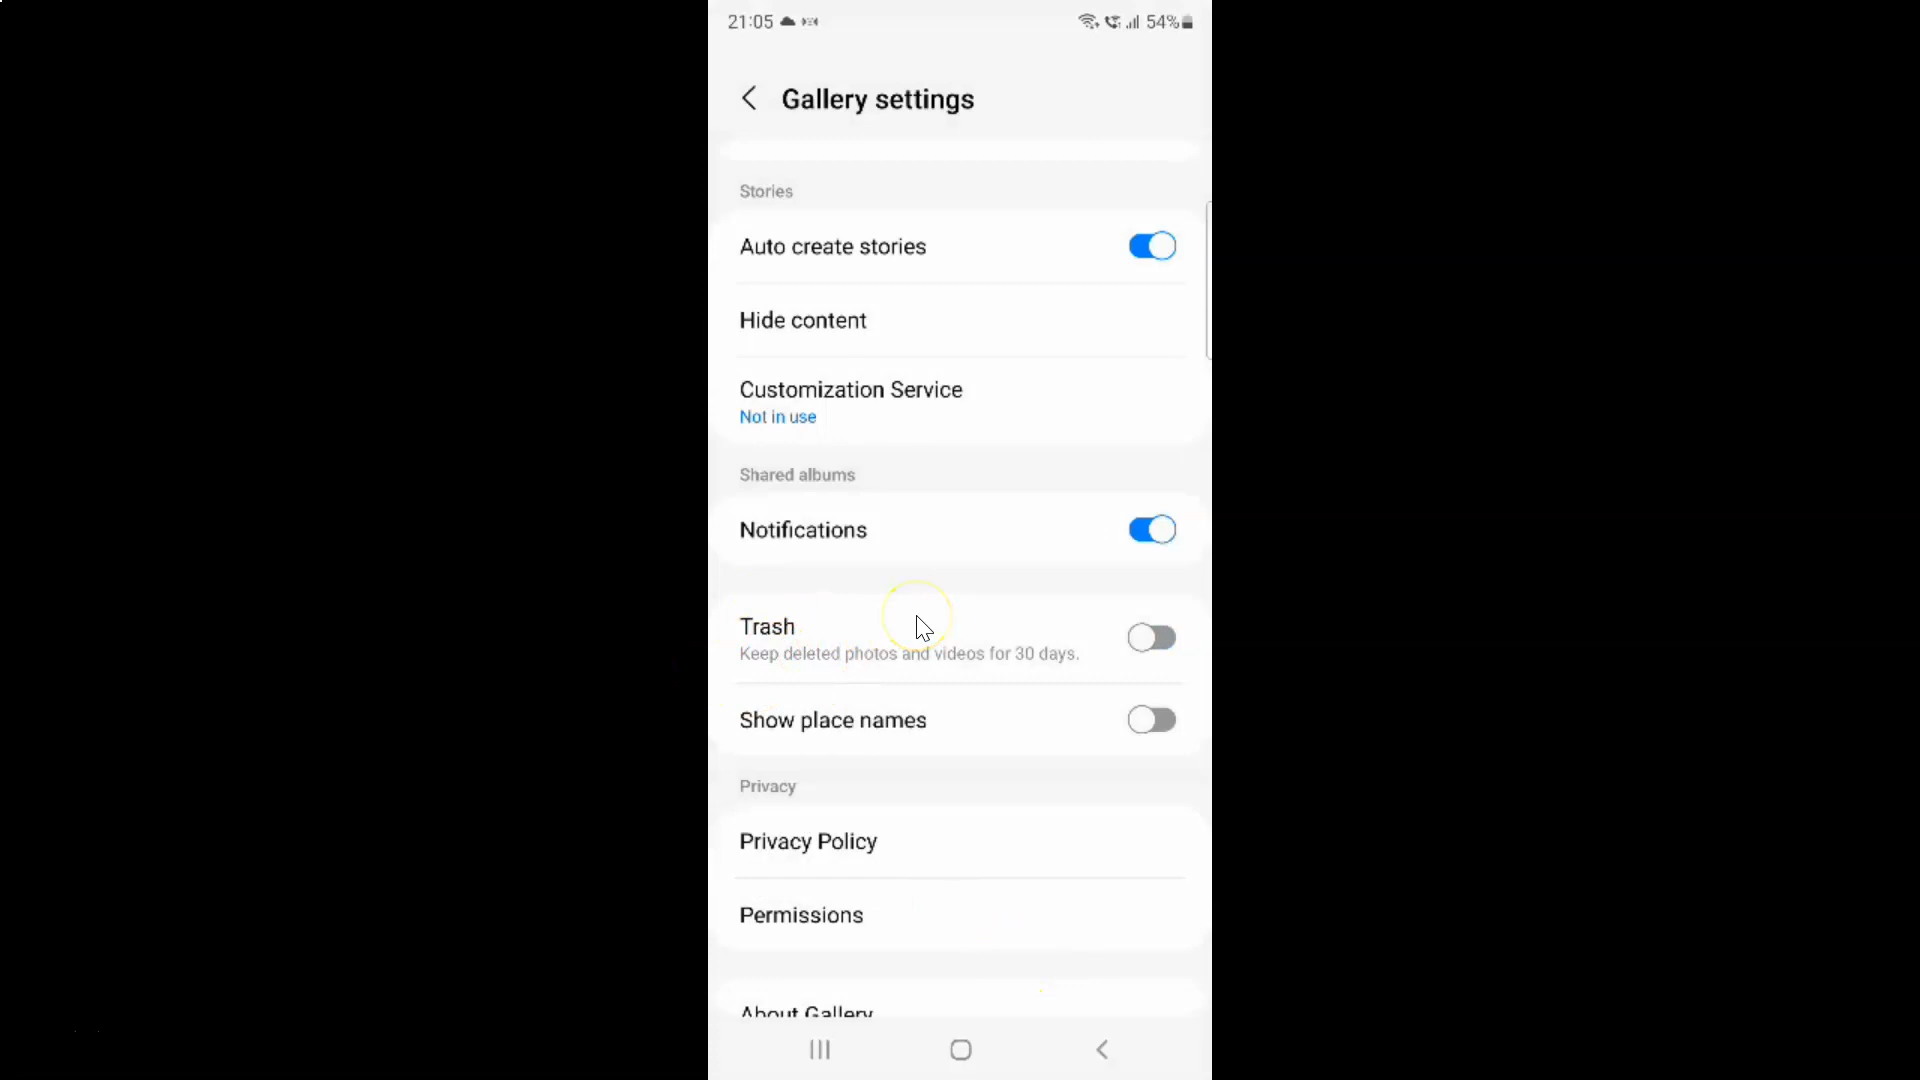 21:05 54%
Gallery settings
Stories
Auto create stories
Hide content
Customization Service
Not in use
Shared albums
Notifications
Trash
Keep deleted photos and videos for 30 days.
Show place names
Privacy
Privacy Policy
Permissions
About Gallery